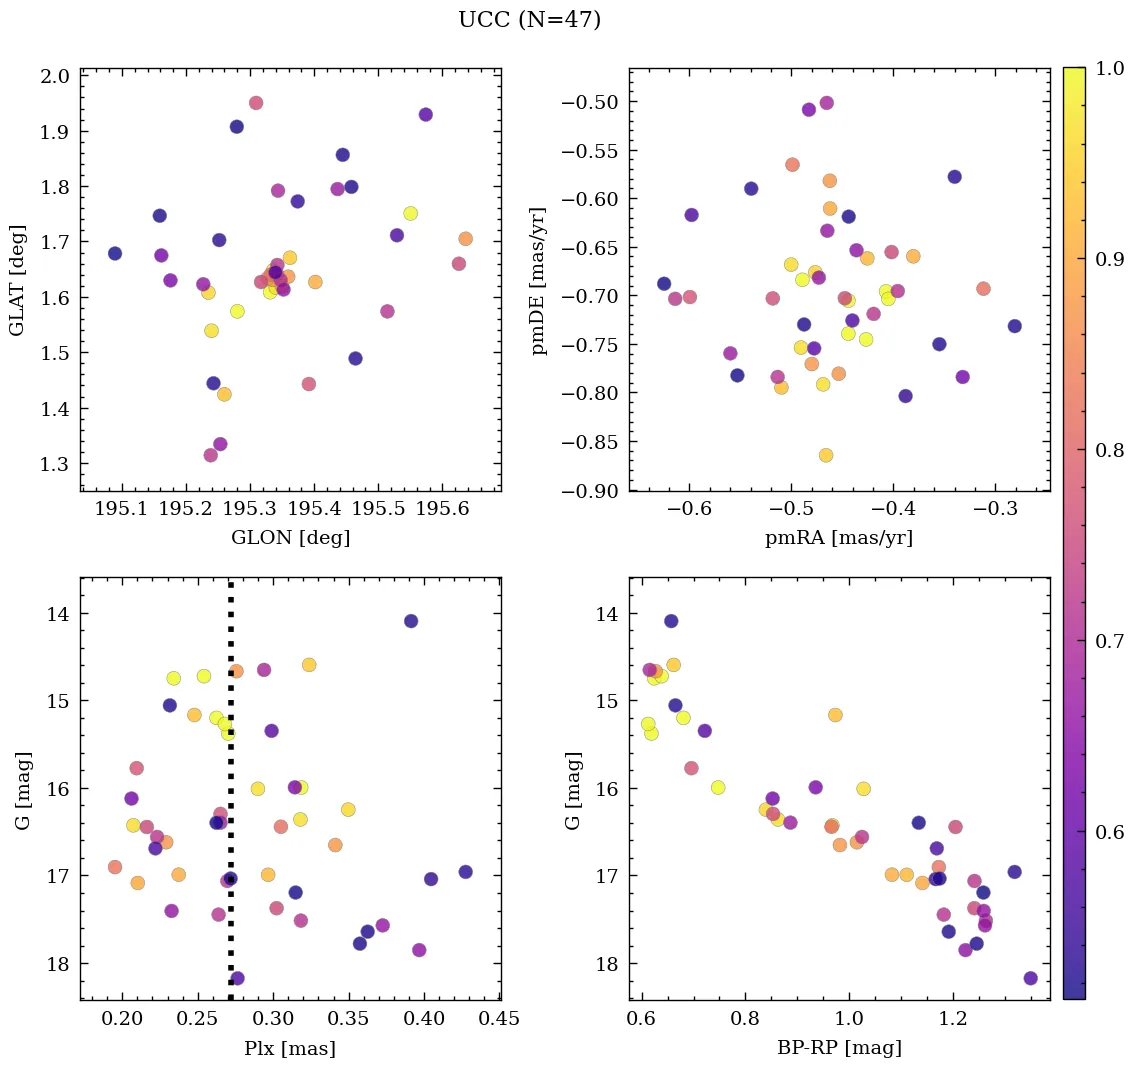 UCC (N=47)
2.0
1.9
1.8
1.7
1.6
1.5
1.4
1.3
GLAT [deg]
195.1 195.2 195.3 195.4 195.5 195.6
GLON [deg]
−0.50
−0.55
−0.60
−0.65
−0.70
−0.75
−0.80
−0.85
−0.90
pmDE [mas/yr]
−0.6 −0.5 −0.4 −0.3
pmRA [mas/yr]
14
15
16
17
18
G [mag]
0.20 0.25 0.30 0.35 0.40 0.45
Plx [mas]
14
15
16
17
18
G [mag]
0.6 0.8 1.0 1.2
BP-RP [mag]
1.0
0.9
0.8
0.7
0.6